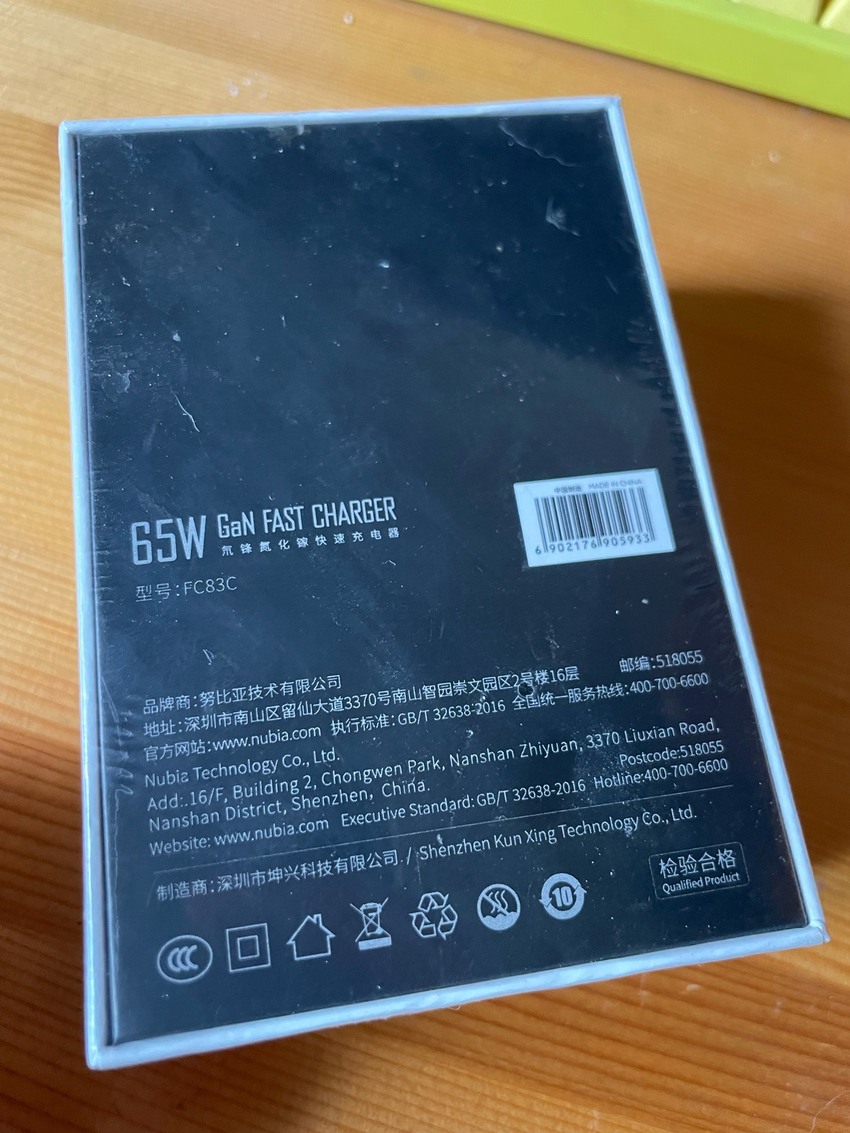 中国制造 MADE IN CHINA
6 902176 905933
65W GaN FAST CHARGER
氘锋氮化镓快速充电器
型号:FC83C
品牌商:努比亚技术有限公司
邮编:518055
地址:深圳市南山区留仙大道3370号南山智园崇文园区2号楼16层
官方网站:www.nubia.com 执行标准:GB/T 32638-2016 全国统一服务热线:400-700-6600
Nubia Technology Co., Ltd.
Add:.16/F, Building 2, Chongwen Park, Nanshan Zhiyuan, 3370 Liuxian Road,
Nanshan District, Shenzhen, China.
Postcode:518055
Website: www.nubia.com Executive Standard: GB/T 32638-2016 Hotline:400-700-6600
制造商:深圳市坤兴科技有限公司 / Shenzhen Kun Xing Technology Co., Ltd.
检验合格
Qualified Product
CCC
10